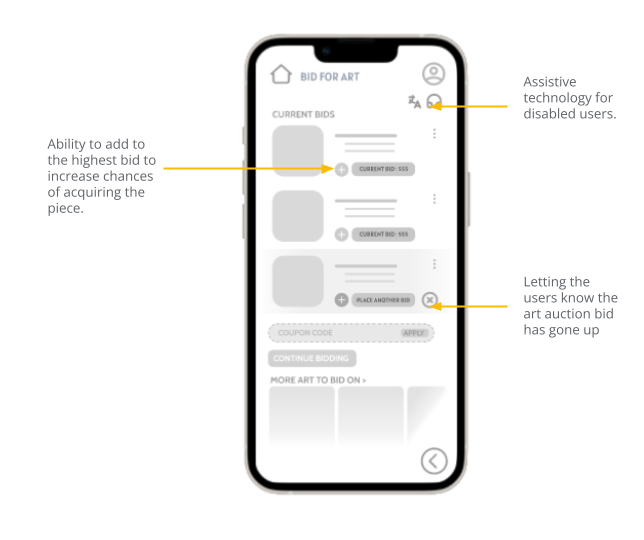 BID FOR ART
Assistive
technology for
disabled users.
CURRENT BIDS
Ability to add to
the highest bid to
increase chances
of acquiring the
piece.
CURRENT BID: $$$
CURRENT BID: $$$
PLACE ANOTHER BID
Letting the
users know the
art auction bid
has gone up
COUPON CODE
APPLY
CONTINUE BIDDING
MORE ART TO BID ON >